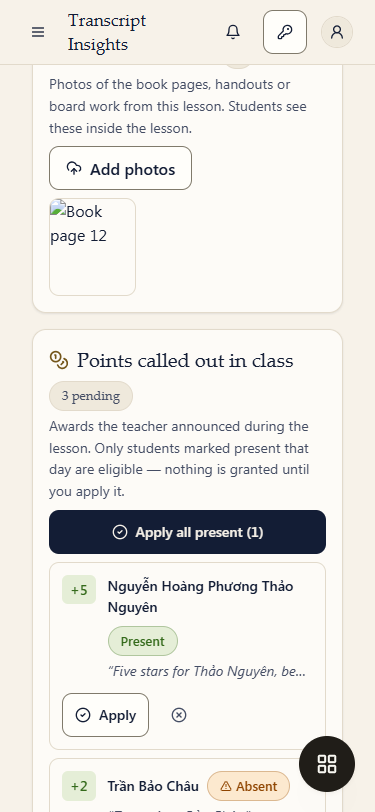 Transcript
Insights
Photos of the book pages, handouts or
board work from this lesson. Students see
these inside the lesson.
Add photos
Book
page 12
Points called out in class
3 pending
Awards the teacher announced during the
lesson. Only students marked present that
day are eligible — nothing is granted until
you apply it.
Apply all present (1)
+5
Nguyễn Hoàng Phương Thảo
Nguyên
Present
“Five stars for Thảo Nguyên, be...
Apply
+2
Trần Bảo Châu
Absent